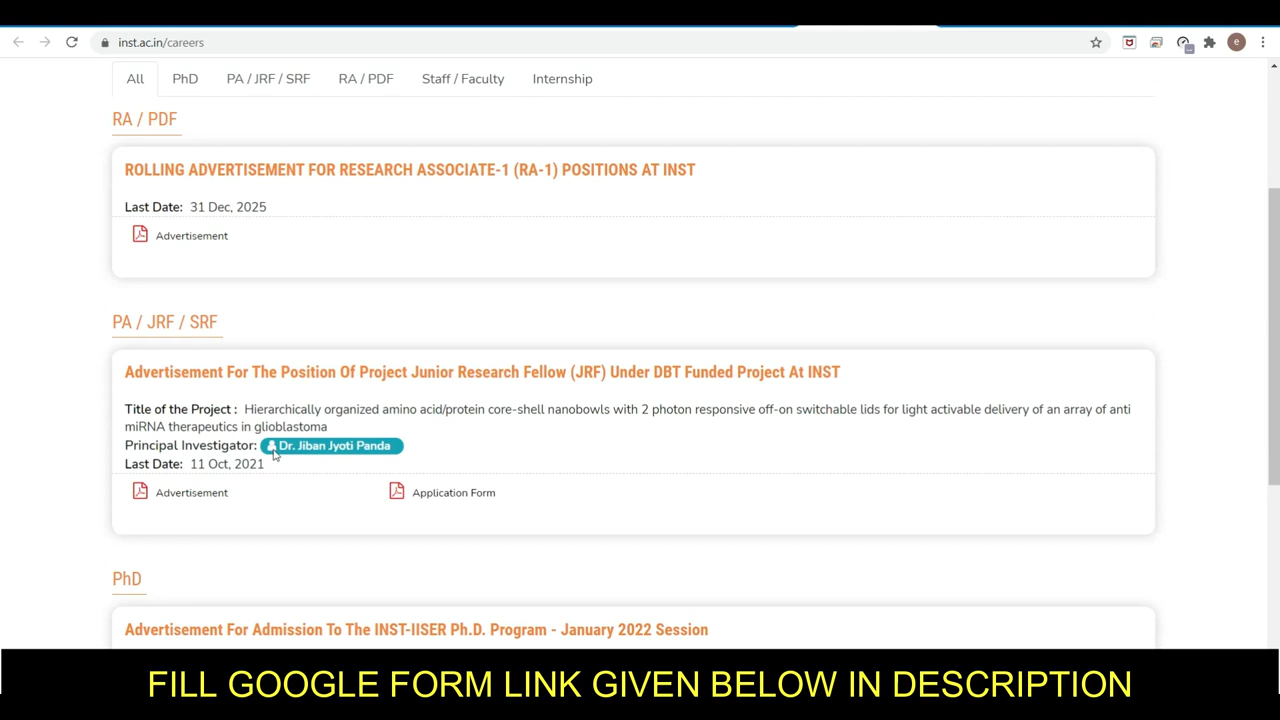 inst.ac.in/careers
All PhD PA / JRF / SRF RA / PDF Staff / Faculty Internship
RA / PDF
ROLLING ADVERTISEMENT FOR RESEARCH ASSOCIATE-1 (RA-1) POSITIONS AT INST
Last Date: 31 Dec, 2025
Advertisement
PA / JRF / SRF
Advertisement For The Position Of Project Junior Research Fellow (JRF) Under DBT Funded Project At INST
Title of the Project : Hierarchically organized amino acid/protein core-shell nanobowls with 2 photon responsive off-on switchable lids for light activable delivery of an array of anti
miRNA therapeutics in glioblastoma
Principal Investigator: Dr. Jiban Jyoti Panda
Last Date: 11 Oct, 2021
Advertisement Application Form
PhD
Advertisement For Admission To The INST-IISER Ph.D. Program - January 2022 Session
FILL GOOGLE FORM LINK GIVEN BELOW IN DESCRIPTION